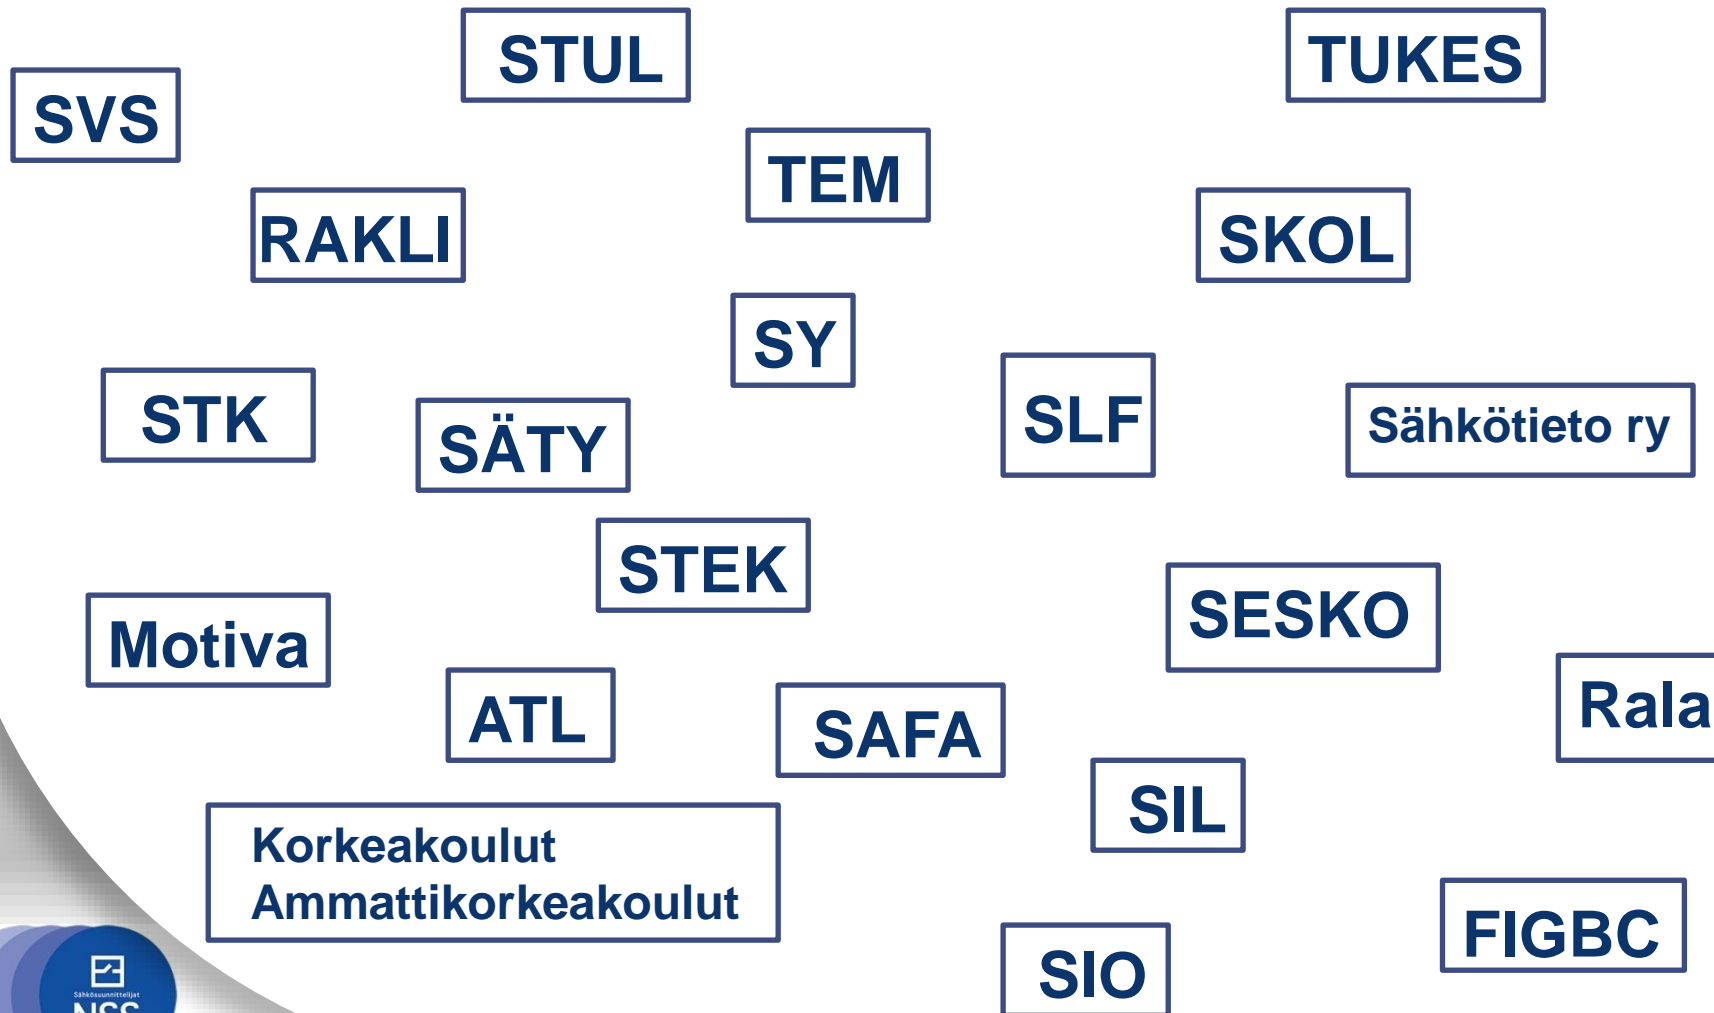 STUL
TUKES
SVS
TEM
RAKLI
SKOL
SY
STK
SÄTY
SLF
Sähkötieto ry
STEK
SESKO
Motiva
ATL
SAFA
Rala
SIL
Korkeakoulut
Ammattikorkeakoulut
FIGBC
SIO
Sähkösuunnittelijat
NSS